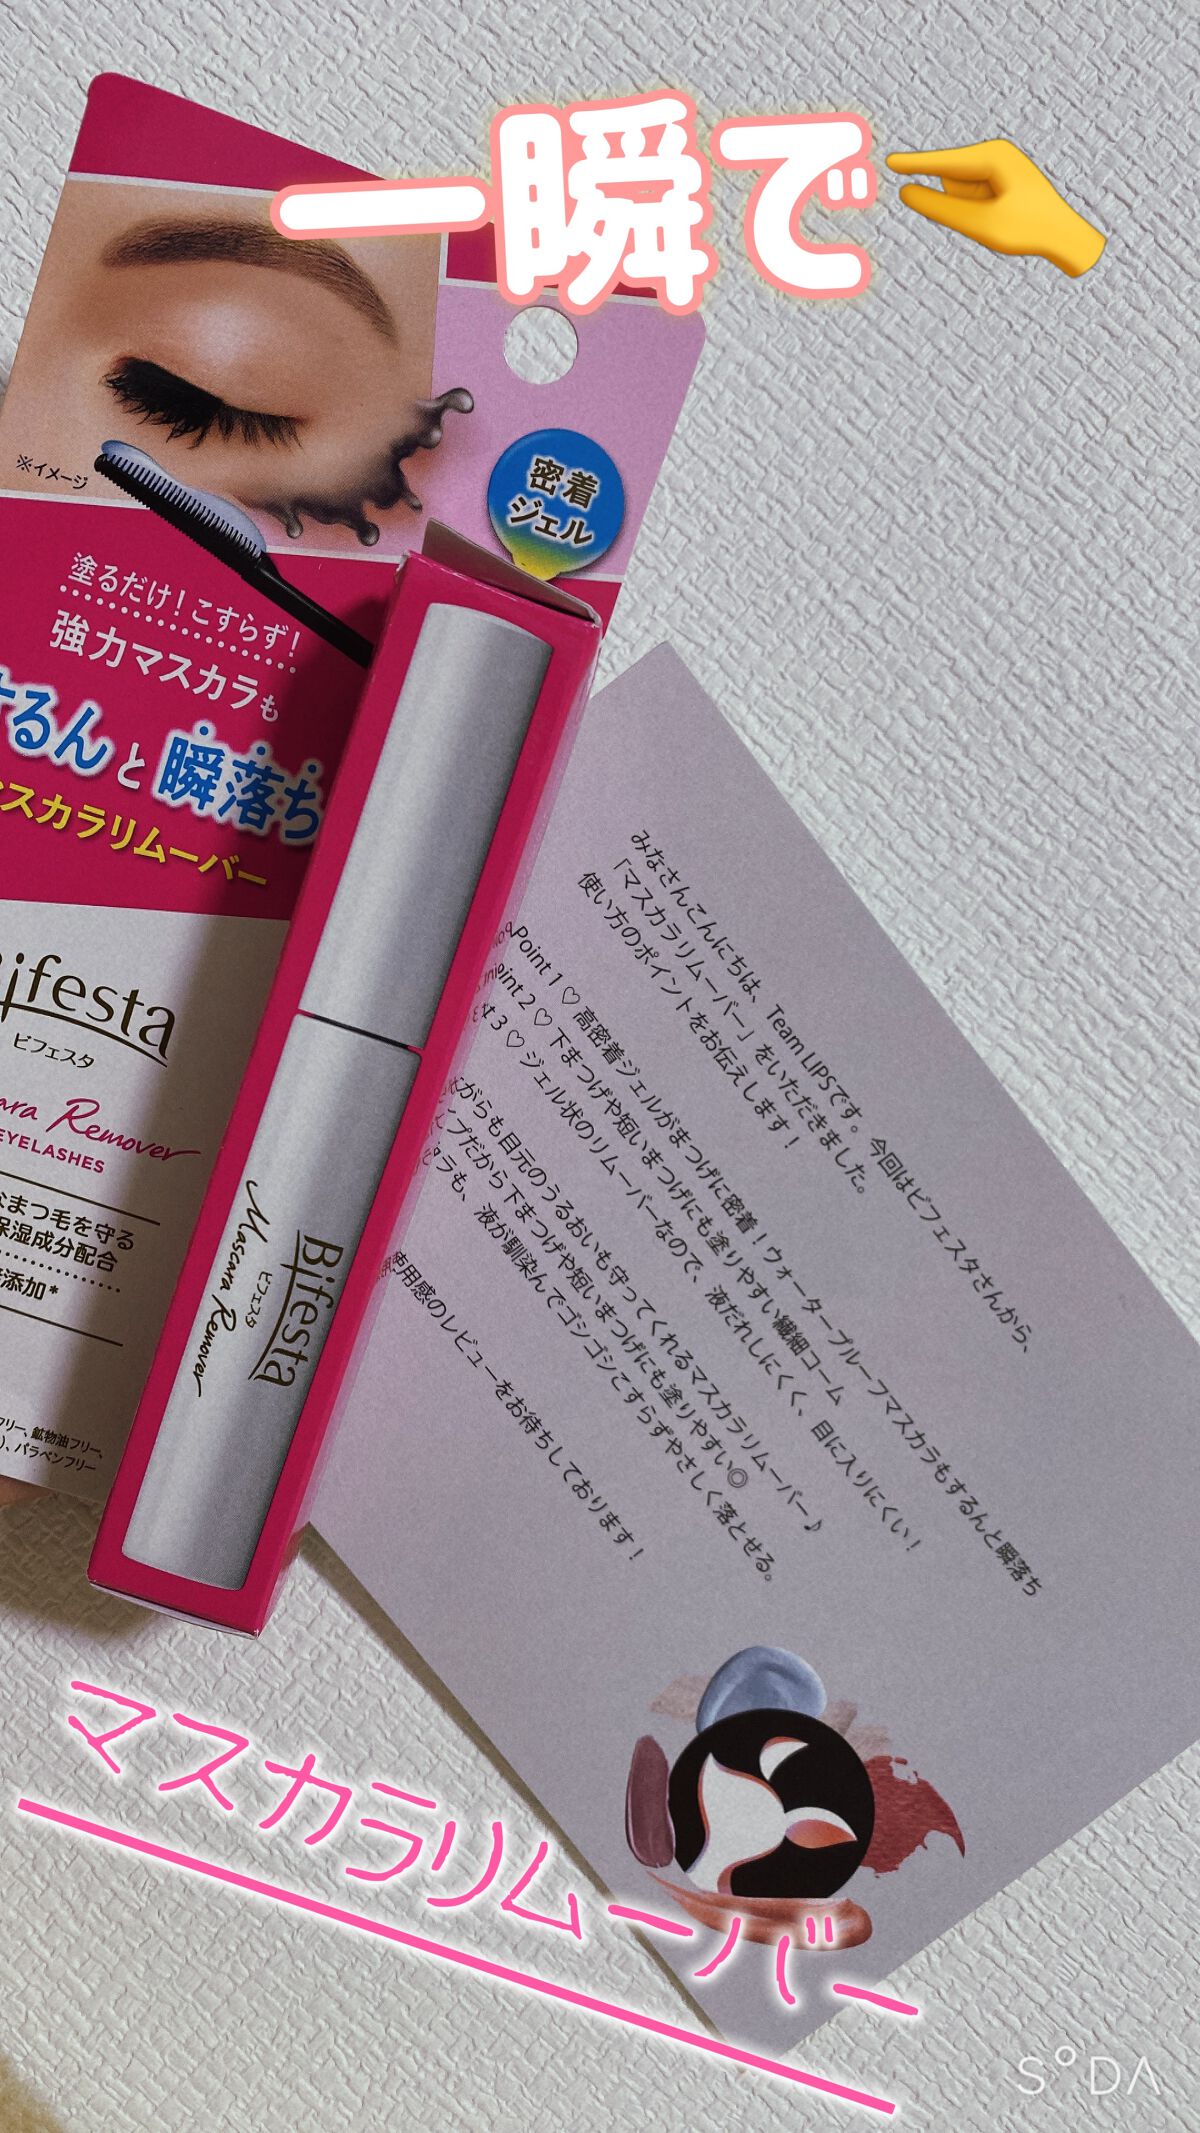 一瞬で
※イメージ
密着
ジェル
塗るだけ！こすらず！
強力マスカラも
するんと瞬落ち
マスカラリムーバー
Bifesta
ビフェスタ
Remover
EYELASHES
なまつ毛を守る
保湿成分配合
添加*
フリー、鉱物油フリー、
パラベンフリー
Bifesta
ビフェスタ
Mascara Remover
みなさんこんにちは、Team LIPSです。今回はビフェスタさんから、
「マスカラリムーバー」をいただきました。
使い方のポイントをお伝えします！
Point 1 ♡ 高密着ジェルがまつげに密着！ウォータープルーフマスカラもするんと瞬落ち
int 2 ♡ 下まつげや短いまつげにも塗りやすい繊細コーム
t 3 ♡ ジェル状のリムーバーなので、液だれしにくく、目に入りにくい！
がらも目元のうるおいも守ってくれるマスカラリムーバー♪
プだから下まつげや短いまつげにも塗りやすい◎
ラも、液が馴染んでゴシゴシこすらずやさしく落とせる。
使用感のレビューをお待ちしております！
マスカラリムーバー
SODA